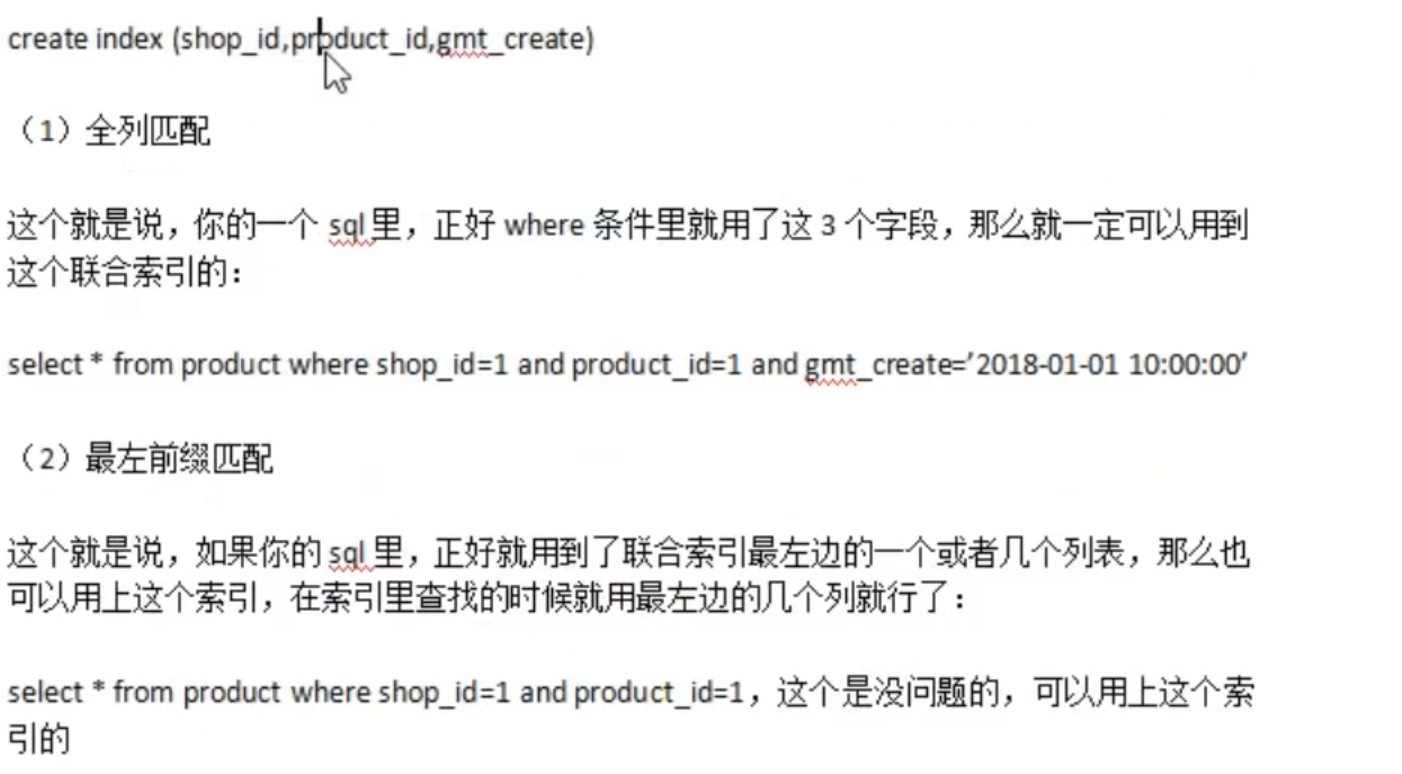 create index (shop_id,product_id,gmt_create)
（1）全列匹配
这个就是说，你的一个 sql 里，正好 where 条件里就用了这 3 个字段，那么就一定可以用到
这个联合索引的：
select * from product where shop_id=1 and product_id=1 and gmt_create=’2018-01-01 10:00:00’
（2）最左前缀匹配
这个就是说，如果你的 sql 里，正好就用到了联合索引最左边的一个或者几个列表，那么也
可以用上这个索引，在索引里查找的时候就用最左边的几个列就行了：
select * from product where shop_id=1 and product_id=1，这个是没问题的，可以用上这个索
引的